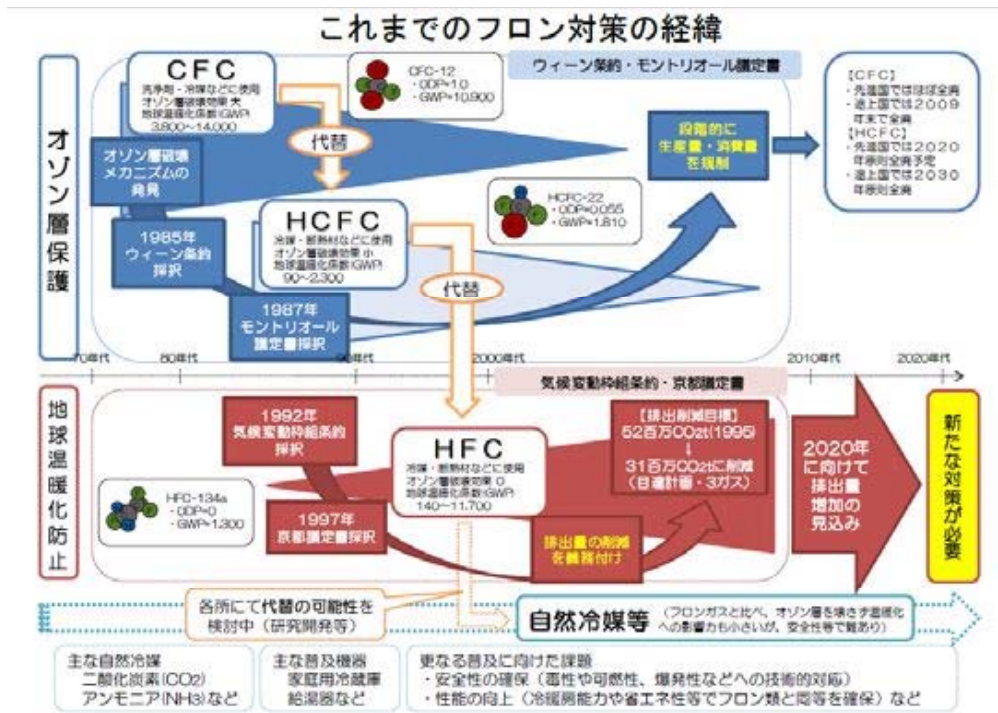 これまでのフロン対策の経緯
オゾン層保護
ウィーン条約・モントリオール議定書
CFC
洗浄剤・冷媒などに使用
オゾン層破壊効果 大
地球温暖化係数(GWP)
3,800～14,000
CFC-12
・ODP=1.0
・GWP=10,900
代替
オゾン層破壊
メカニズムの
発見
段階的に
生産量・消費量
を規制
【CFC】
・先進国ではほぼ全廃
・途上国では2009
年末で全廃
【HCFC】
・先進国では2020
年原則全廃予定
・途上国では2030
年原則全廃
HCFC
冷媒・断熱材などに使用
オゾン層破壊効果 小
地球温暖化係数(GWP)
90～2,300
HCFC-22
・ODP=0.055
・GWP=1,810
1985年
ウィーン条約
採択
代替
1987年
モントリオール
議定書採択
70年代
80年代
90年代
2000年代
2010年代
2020年代
地球温暖化防止
気候変動枠組条約・京都議定書
1992年
気候変動枠組条約
採択
HFC
冷媒・断熱材などに使用
オゾン層破壊効果 0
地球温暖化係数(GWP)
140～11,700
【排出削減目標】
52百万CO2t(1995)
↓
31百万CO2tに削減
(目達計画・3ガス)
2020年
に向けて
排出量
増加の
見込み
新たな対策が必要
HFC-134a
・ODP=0
・GWP=1,300
1997年
京都議定書採択
排出量の削減
を義務付け
各所にて代替の可能性を
検討中（研究開発等）
自然冷媒等
（フロンガスと比べ、オゾン層を壊さず温暖化
への影響力も小さいが、安全性等で難あり）
主な自然冷媒
二酸化炭素(CO2)
アンモニア(NH3)など
主な普及機器
家庭用冷蔵庫
給湯器など
更なる普及に向けた課題
・安全性の確保（毒性や可燃性、爆発性などへの技術的対応）
・性能の向上（冷暖房能力や省エネ性等でフロン類と同等を確保）など